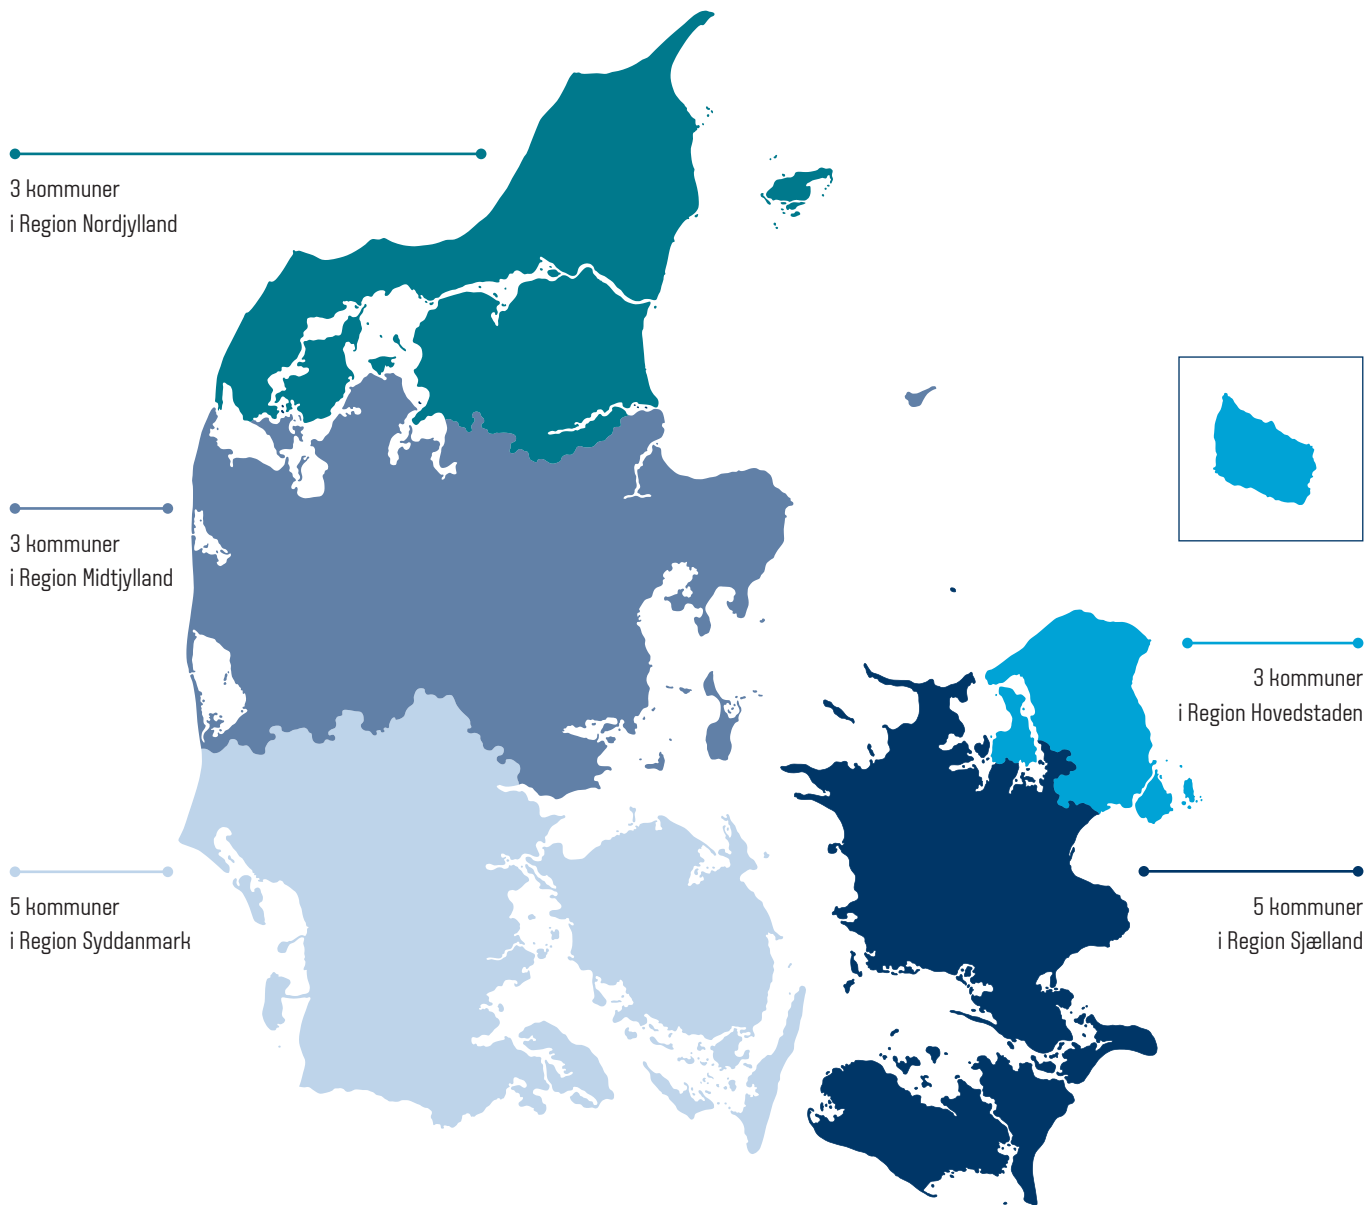 3 kommuner
i Region Nordjylland
3 kommuner
i Region Midtjylland
3 kommuner
i Region Hovedstaden
5 kommuner
i Region Syddanmark
5 kommuner
i Region Sjælland